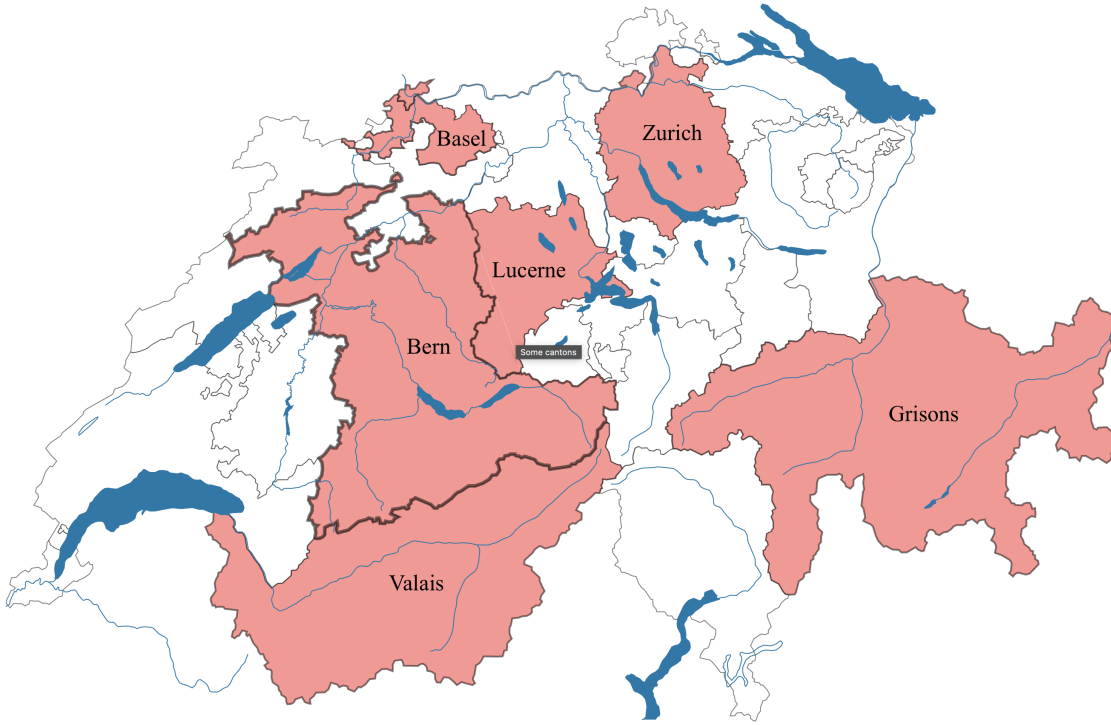 Zurich
Basel
Lucerne
Bern
Some cantons
Grisons
Valais